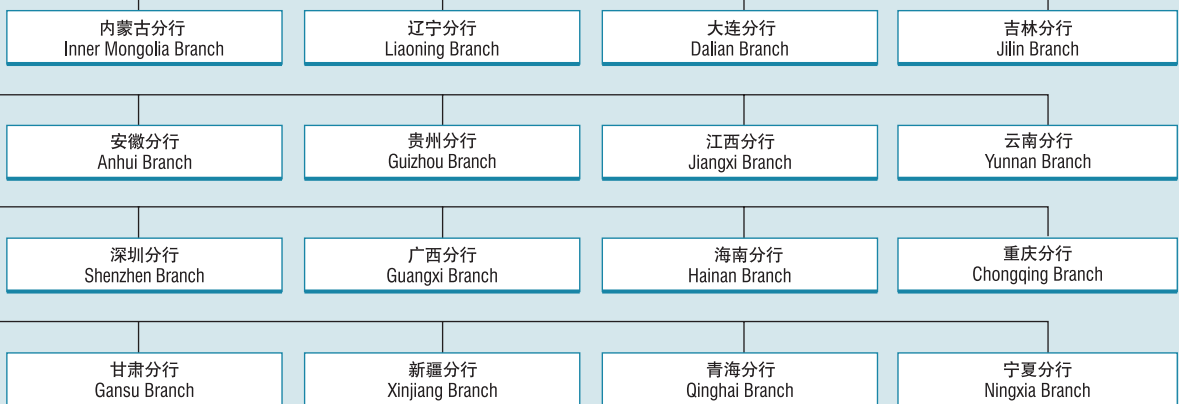 内蒙古分行
Inner Mongolia Branch
辽宁分行
Liaoning Branch
大连分行
Dalian Branch
吉林分行
Jilin Branch
安徽分行
Anhui Branch
贵州分行
Guizhou Branch
江西分行
Jiangxi Branch
云南分行
Yunnan Branch
深圳分行
Shenzhen Branch
广西分行
Guangxi Branch
海南分行
Hainan Branch
重庆分行
Chongqing Branch
甘肃分行
Gansu Branch
新疆分行
Xinjiang Branch
青海分行
Qinghai Branch
宁夏分行
Ningxia Branch